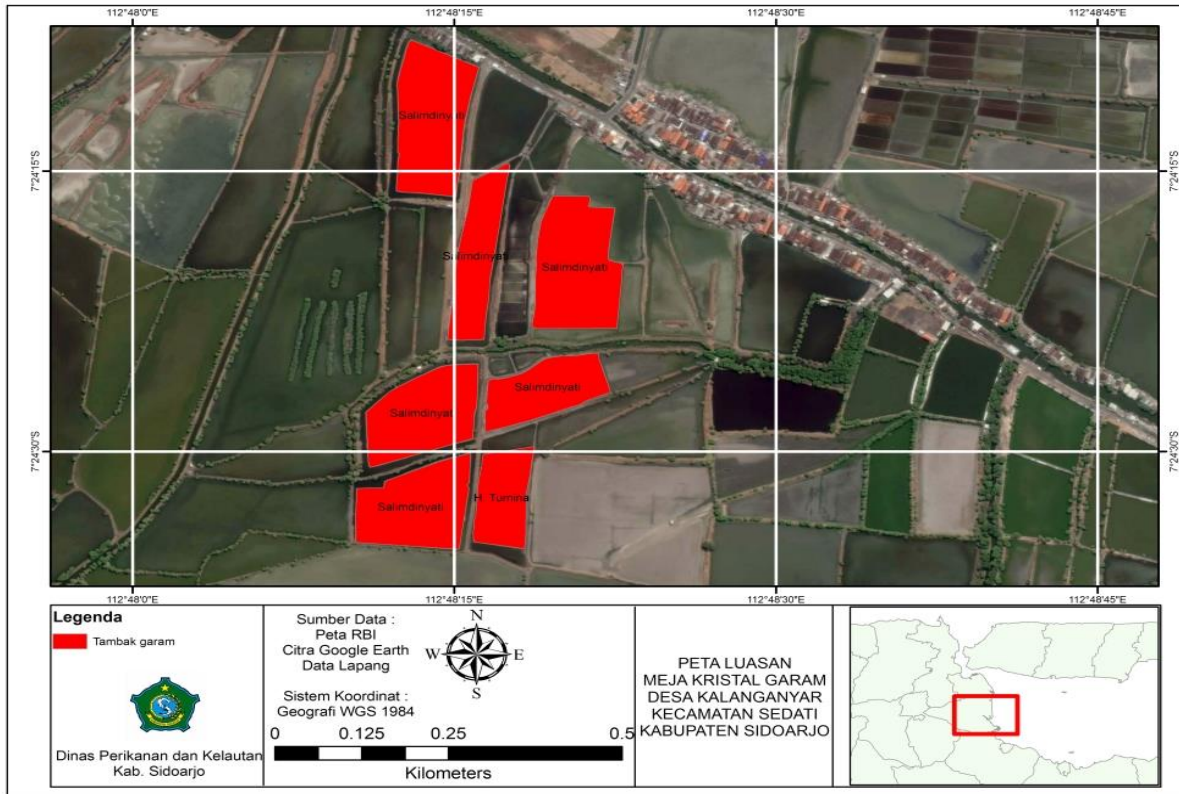 112°48'0"E
112°48'15"E
112°48'30"E
112°48'45"E
7°24'15"S
7°24'15"S
7°24'30"S
7°24'30"S
Salimdinyati
Salimdinyati
Salimdinyati
Salimdinyati
Salimdinyati
Salimdinyati
H. Tumina
112°48'0"E
112°48'15"E
112°48'30"E
112°48'45"E
Legenda
Tambak garam
Dinas Perikanan dan Kelautan
Kab. Sidoarjo
Sumber Data :
Peta RBI
Citra Google Earth
Data Lapang
N
W
E
S
Sistem Koordinat :
Geografi WGS 1984
0 0.125 0.25 0.5
Kilometers
PETA LUASAN
MEJA KRISTAL GARAM
DESA KALANGANYAR
KECAMATAN SEDATI
KABUPATEN SIDOARJO